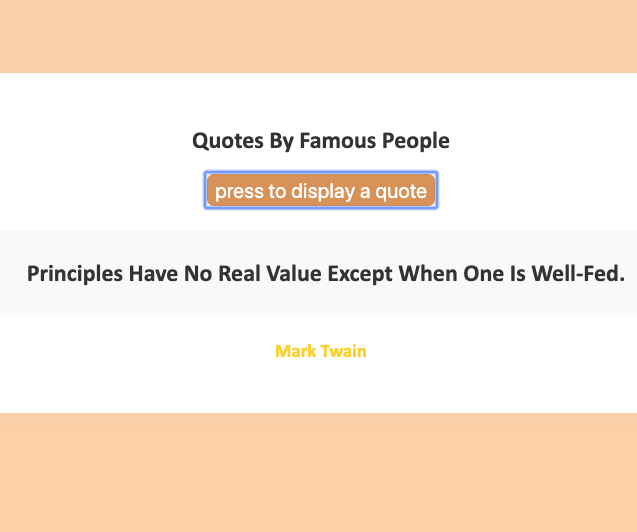 Quotes By Famous People
press to display a quote
Principles Have No Real Value Except When One Is Well-Fed.
Mark Twain